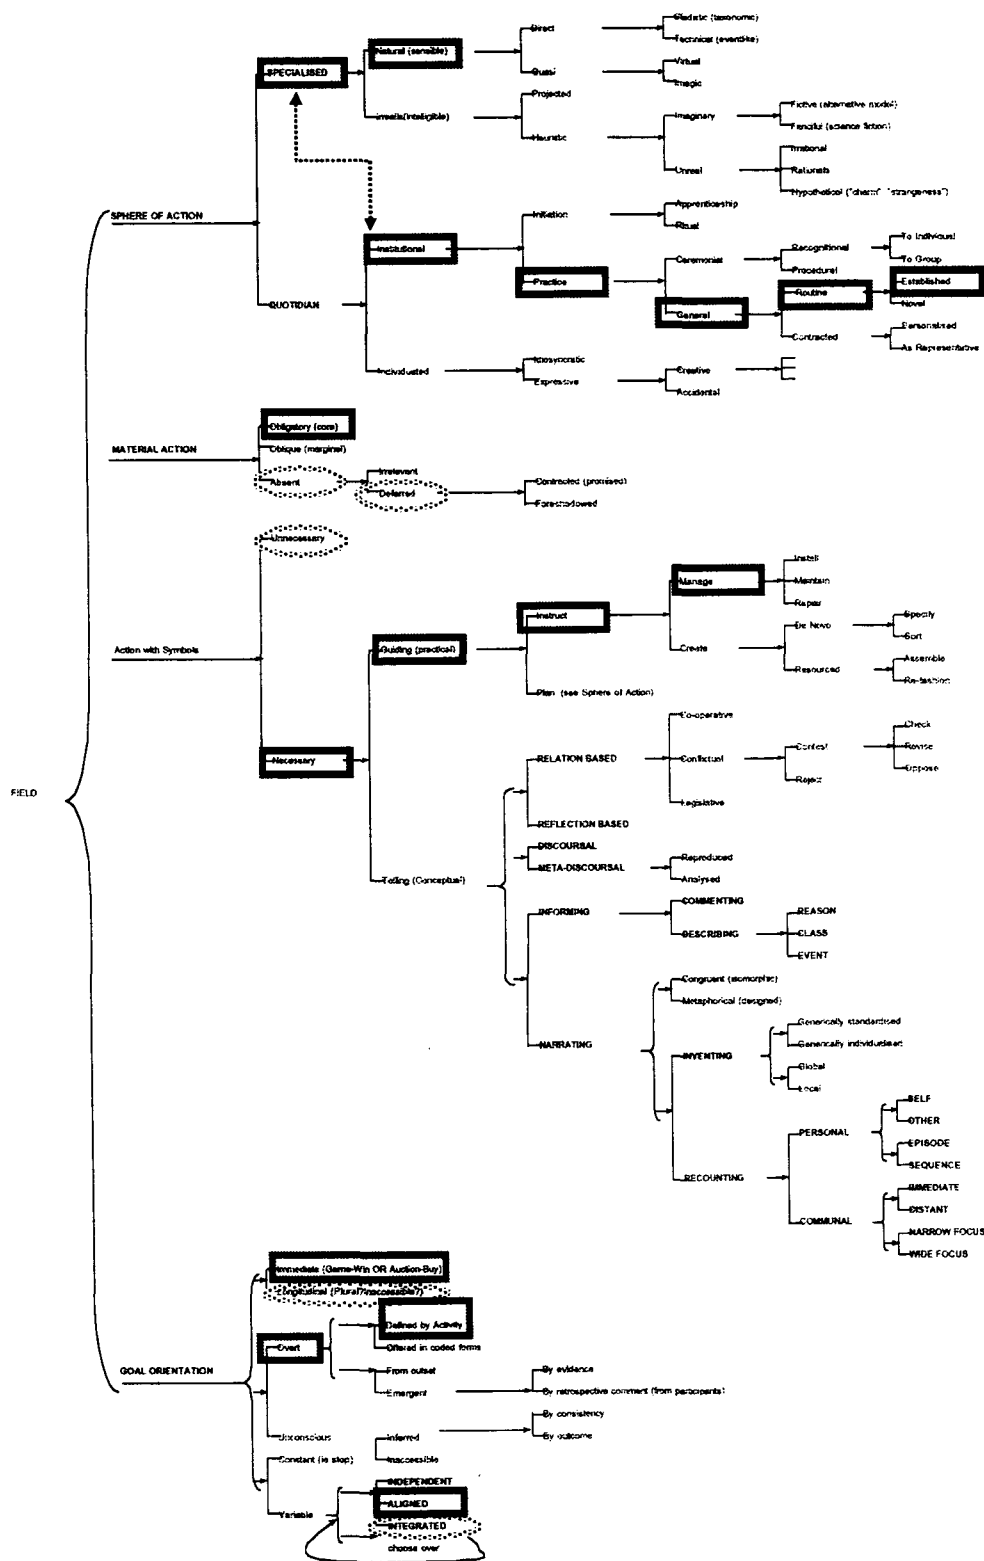 Direct
Cladistic (taxonomic)
Technical (eventlike)
Natural (sensible)
Quasi
Virtual
Imagic
SPECIALISED
Irrealis(intelligible)
Projected
Heuristic
Imaginary
Fictive (alternative model)
Fanciful (science fiction)
Unreal
Irrational
Rationals
Hypothetical ("charm" "strangeness")
SPHERE OF ACTION
Institutional
Initiation
Apprenticeship
Ritual
Practice
Ceremonial
Recognitional
To Individual
To Group
Procedural
General
Routine
Established
Novel
Contracted
Personalised
As Representative
QUOTIDIAN
Individuated
Idiosyncratic
Expressive
Creative
Accidental
MATERIAL ACTION
Obligatory (core)
Oblique (marginal)
Absent
Irrelevant
Deferred
Contracted (promised)
Foreshadowed
Unnecessary
Action with Symbols
Guiding (practical)
Instruct
Manage
Install
Maintain
Repair
Create
De Novo
Specify
Sort
Resourced
Assemble
Re-fashion
Plan (see Sphere of Action)
Necessary
FIELD
Telling (Conceptual)
RELATION BASED
Co-operative
Conflictual
Contest
Check
Revise
Oppose
Reject
Legislative
REFLECTION BASED
DISCOURSAL
META-DISCOURSAL
Reproduced
Analysed
INFORMING
COMMENTING
DESCRIBING
REASON
CLASS
EVENT
NARRATING
Congruent (isomorphic)
Metaphorical (designed)
INVENTING
Generically standardised
Generically individualised
Global
Local
RECOUNTING
PERSONAL
SELF
OTHER
EPISODE
SEQUENCE
COMMUNAL
IMMEDIATE
DISTANT
NARROW FOCUS
WIDE FOCUS
GOAL ORIENTATION
Immediate (Game-Win OR Auction-Buy)
Longitudinal (Plural?Inaccessible?)
Overt
Defined by Activity
Offered in coded forms
From outset
Emergent
By evidence
By retrospective comment (from participants)
Unconscious
Inferred
By consistency
By outcome
Inaccessible
Constant (ie stop)
Variable
INDEPENDENT
ALIGNED
INTEGRATED
choose over